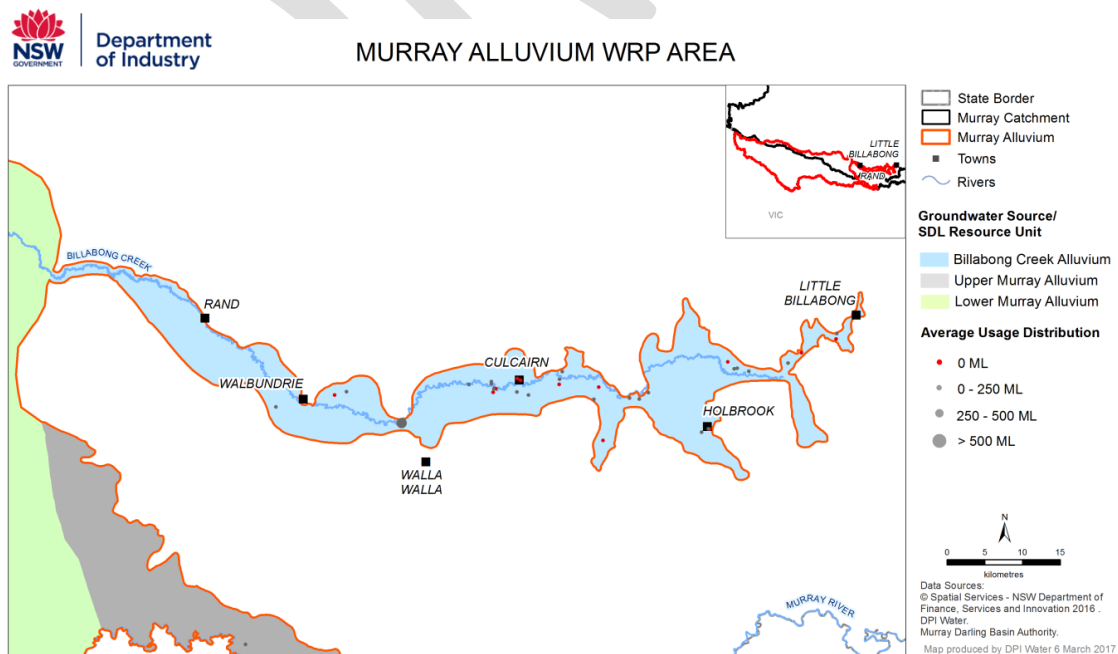 NSW
GOVERNMENT
Department
of Industry
MURRAY ALLUVIUM WRP AREA
LITTLE
BILLABONG
RAND
VIC
State Border
Murray Catchment
Murray Alluvium
Towns
Rivers
Groundwater Source/
SDL Resource Unit
Billabong Creek Alluvium
Upper Murray Alluvium
Lower Murray Alluvium
Average Usage Distribution
0 ML
0 - 250 ML
250 - 500 ML
> 500 ML
BILLABONG CREEK
RAND
LITTLE
BILLABONG
CULCAIRN
WALBUNDRIE
HOLBROOK
WALLA
WALLA
MURRAY RIVER
N
0 5 10 15
kilometres
Data Sources:
© Spatial Services - NSW Department of
Finance, Services and Innovation 2016 .
DPI Water.
Murray Darling Basin Authority.
Map produced by DPI Water 6 March 2017